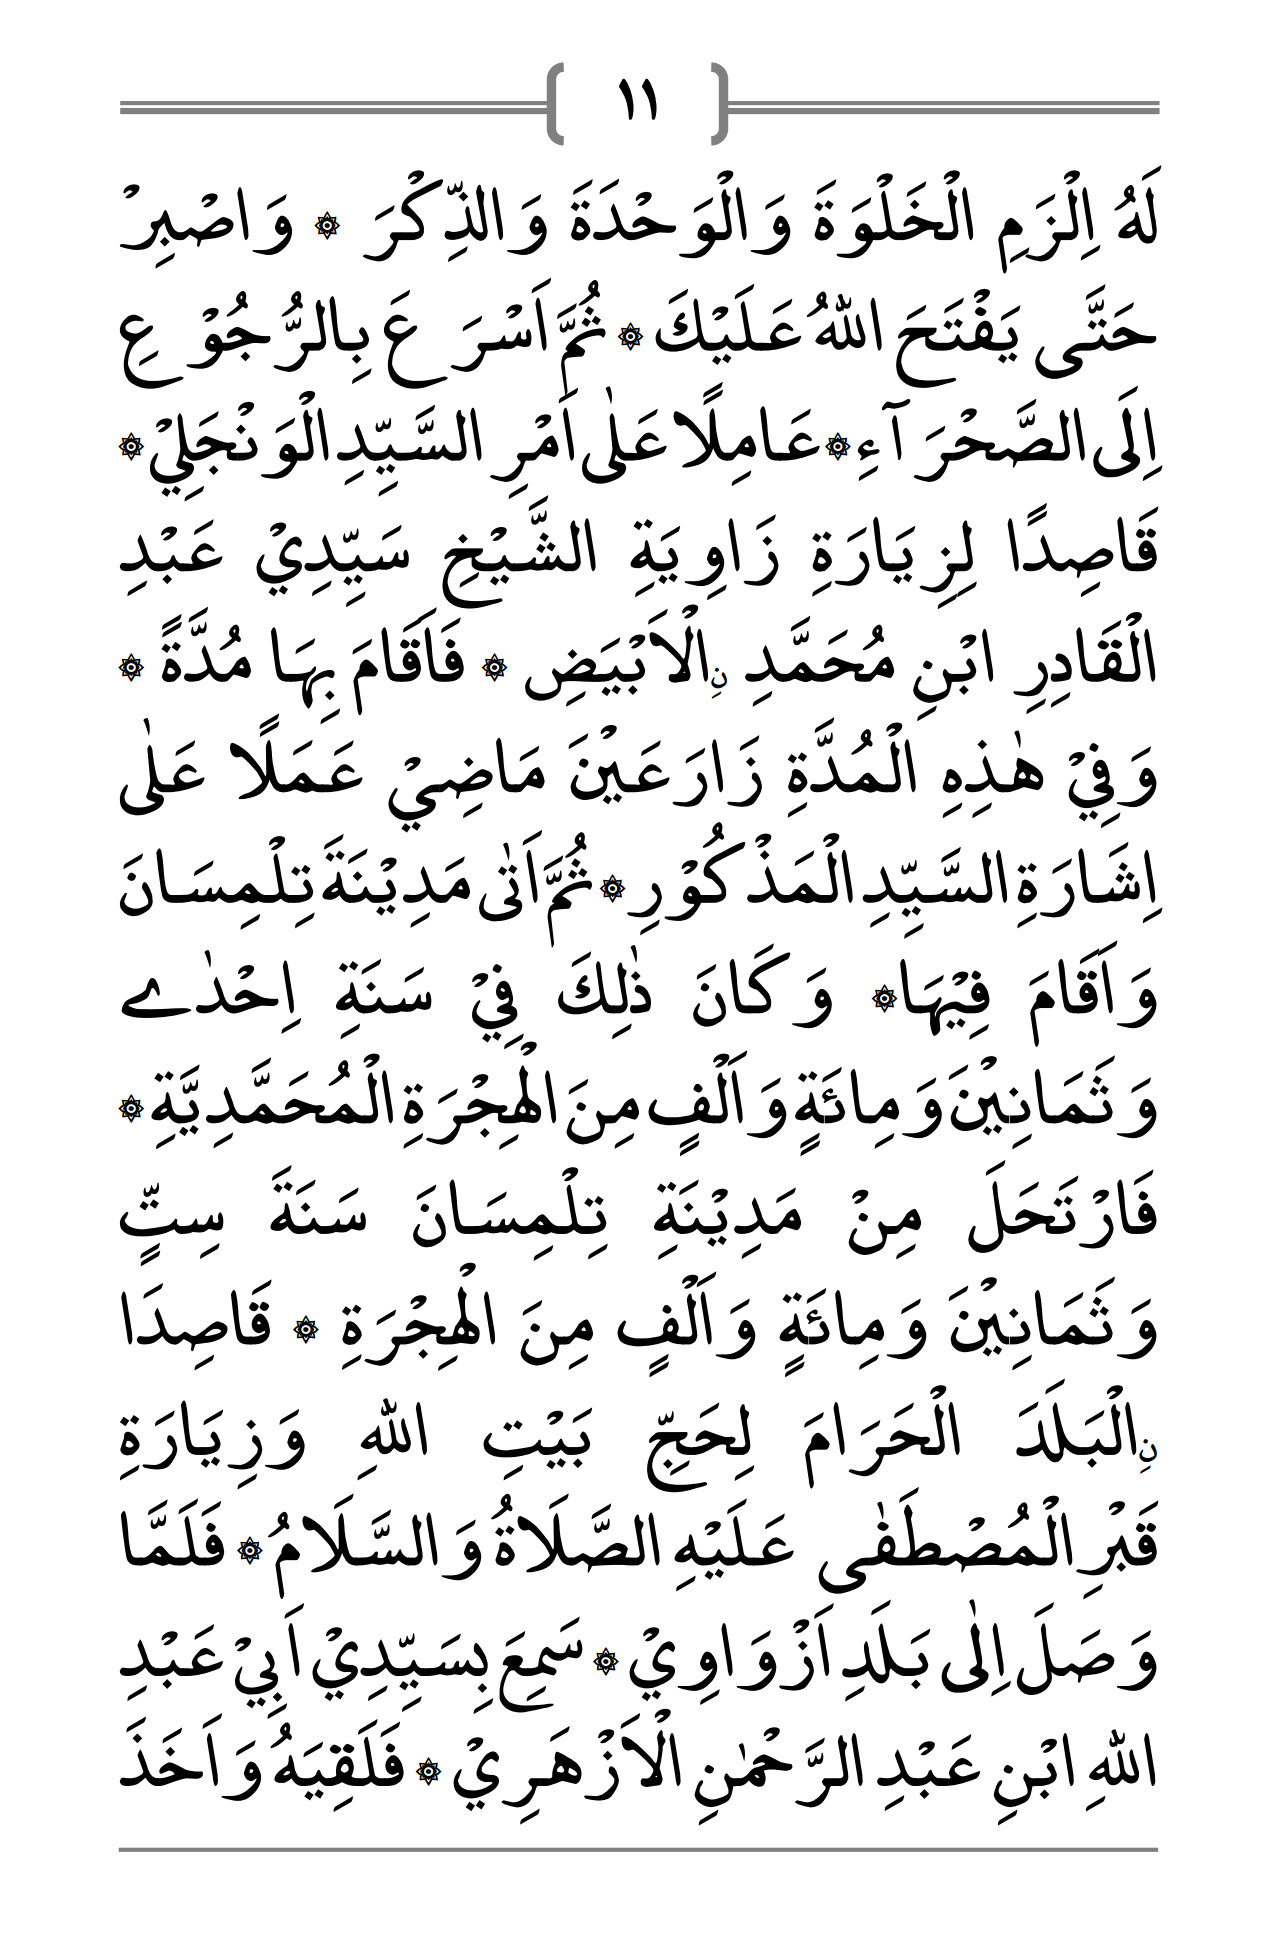 ١١
لَهُ اِلْزَمِ الْخَلْوَةَ وَالْوَحْدَةَ وَالذِّكْرَ ۞ وَاصْبِرْ
حَتَّى يَفْتَحَ اللهُ عَلَيْكَ ۞ ثُمَّ اَسْرَعَ بِالرُّجُوْعِ
اِلَى الصَّحْرَآءِ ۞ عَامِلًا عَلٰى اَمْرِ السَّيِّدِ الْوَنْجَلِيْ ۞
قَاصِدًا لِزِيَارَةِ زَاوِيَةِ الشَّيْخِ سَيِّدِيْ عَبْدِ
الْقَادِرِ ابْنِ مُحَمَّدِ نِالْاَبْيَضِ ۞ فَاَقَامَ بِهَا مُدَّةً ۞
وَفِيْ هٰذِهِ الْمُدَّةِ زَارَ عَيْنَ مَاضِيْ عَمَلًا عَلٰى
اِشَارَةِ السَّيِّدِ الْمَذْكُوْرِ ۞ ثُمَّ اَتٰى مَدِيْنَةَ تِلْمِسَانَ
وَاَقَامَ فِيْهَا ۞ وَكَانَ ذٰلِكَ فِيْ سَنَةِ اِحْدٰے
وَثَمَانِيْنَ وَمِائَةٍ وَاَلْفٍ مِنَ الْهِجْرَةِ الْمُحَمَّدِيَّةِ ۞
فَارْتَحَلَ مِنْ مَدِيْنَةِ تِلْمِسَانَ سَنَةَ سِتٍّ
وَثَمَانِيْنَ وَمِائَةٍ وَاَلْفٍ مِنَ الْهِجْرَةِ ۞ قَاصِدَا
نِالْبَلَدَ الْحَرَامَ لِحَجِّ بَيْتِ اللهِ وَزِيَارَةِ
قَبْرِ الْمُصْطَفٰى عَلَيْهِ الصَّلَاةُ وَالسَّلَامُ ۞ فَلَمَّا
وَصَلَ اِلٰى بَلَدِ اَزْوَاوِيْ ۞ سَمِعَ بِسَيِّدِيْ اَبِيْ عَبْدِ
اللهِ ابْنِ عَبْدِ الرَّحْمٰنِ الْاَزْهَرِيْ ۞ فَلَقِيَهُ وَاَخَذَ